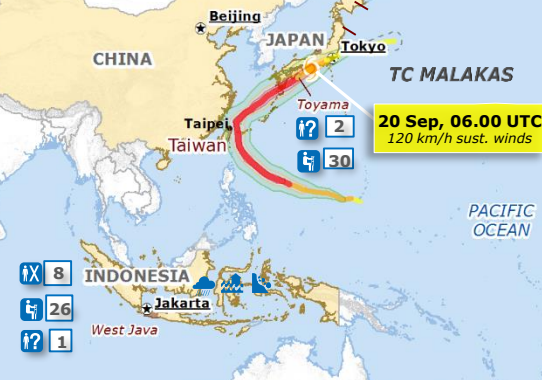 Beijing
CHINA
JAPAN
Tokyo
TC MALAKAS
Toyama
20 Sep, 06.00 UTC
120 km/h sust. winds
Taipei
Taiwan
? 2
30
PACIFIC
OCEAN
8
INDONESIA
26
Jakarta
? 1
West Java